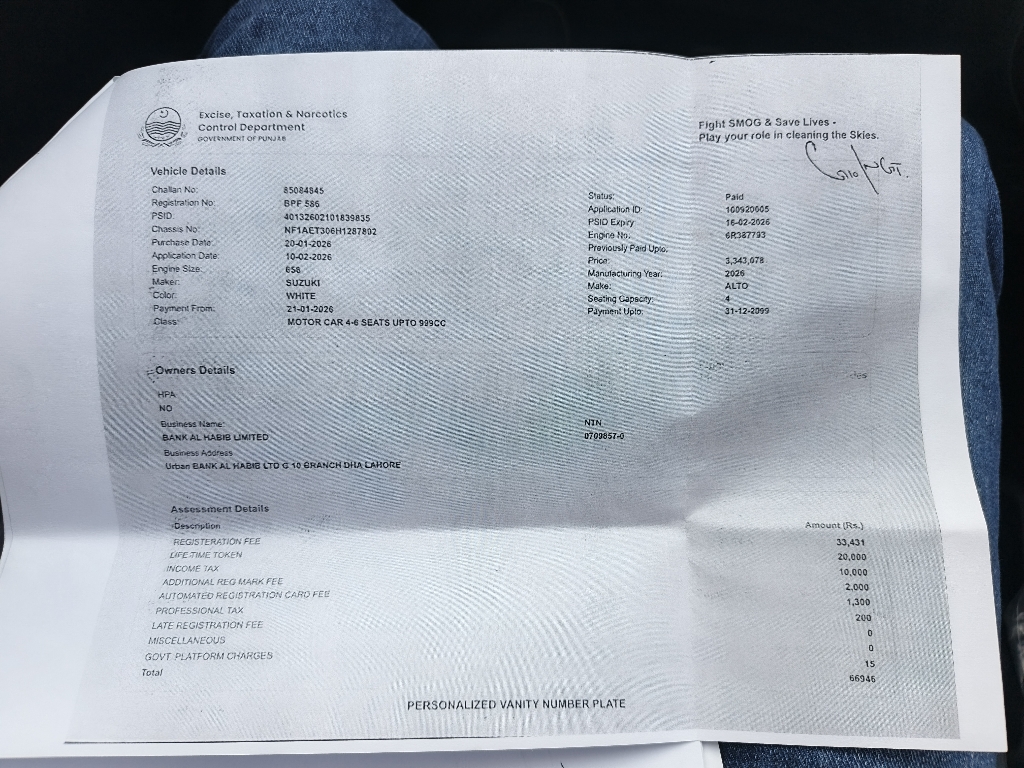 Excise, Taxation & Narcotics
Control Department
GOVERNMENT OF PUNJAB
Fight SMOG & Save Lives -
Play your role in cleaning the Skies.
Vehicle Details
Challan No: 85084845
Registration No: BPF 586
PSID: 40132602101839835
Chassis No: NF1AET306H1287802
Purchase Date: 20-01-2026
Application Date: 10-02-2026
Engine Size: 658
Maker: SUZUKI
Color: WHITE
Payment From: 21-01-2026
Class: MOTOR CAR 4-6 SEATS UPTO 999CC
Status: Paid
Application ID: 160920605
PSID Expiry 16-02-2026
Engine No. 6R387793
Previously Paid Upto:
Price: 3,343,078
Manufacturing Year: 2026
Make: ALTO
Seating Capacity: 4
Payment Upto: 31-12-2099
Owners Details
HPA
NO
Business Name:
BANK AL HABIB LIMITED
NTN
0709857-0
Business Address
Urban BANK AL HABIB LTD G 10 BRANCH DHA LAHORE
Assessment Details
Description Amount (Rs.)
REGISTERATION FEE 33,431
LIFE TIME TOKEN 20,000
INCOME TAX 10,000
ADDITIONAL REG MARK FEE 2,000
AUTOMATED REGISTRATION CARD FEE 1,300
PROFESSIONAL TAX 200
LATE REGISTRATION FEE 0
MISCELLANEOUS 0
GOVT PLATFORM CHARGES 15
Total 66946
PERSONALIZED VANITY NUMBER PLATE